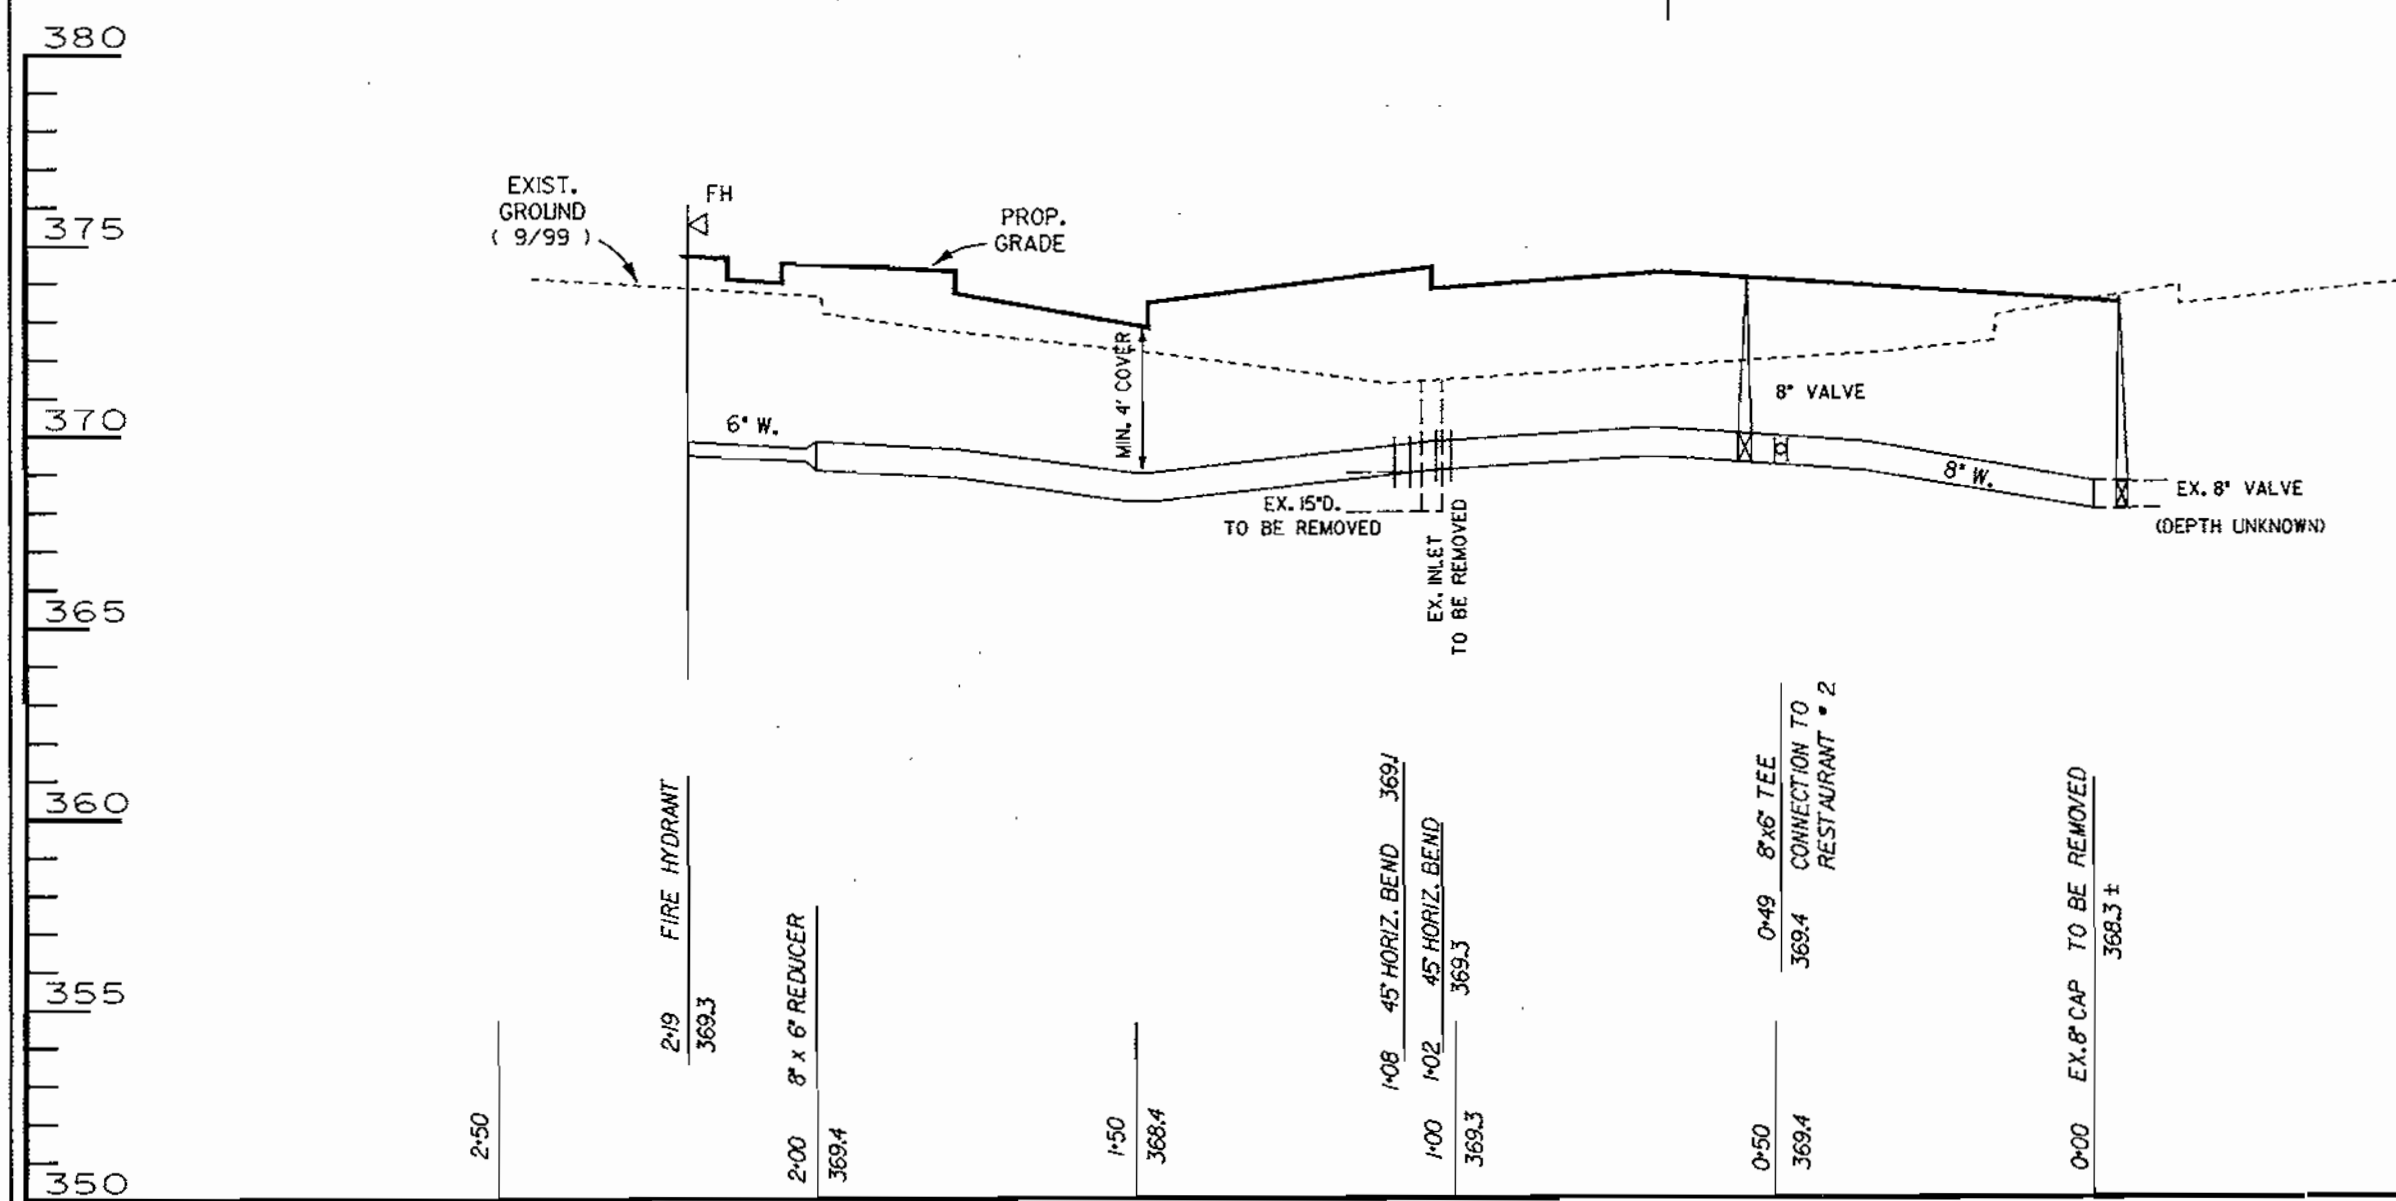 380
375
370
365
360
355
350
EXIST.
GROUND
( 9/99 )
FH
PROP.
GRADE
6" W.
MIN. 4' COVER
8" VALVE
8" W.
EX. 8" VALVE
(DEPTH UNKNOWN)
EX. 15"D.
TO BE REMOVED
EX. INLET
TO BE REMOVED
2+50
2+19 FIRE HYDRANT
369.3
2+00 8" x 6" REDUCER
369.4
1+50
368.4
1+08 45° HORIZ. BEND 369.1
1+02 45° HORIZ. BEND
369.3
1+00
369.3
0+49 8"x6" TEE
369.4 CONNECTION TO
RESTAURANT # 2
0+50
369.4
0+00 EX. 8" CAP TO BE REMOVED
368.3 ±